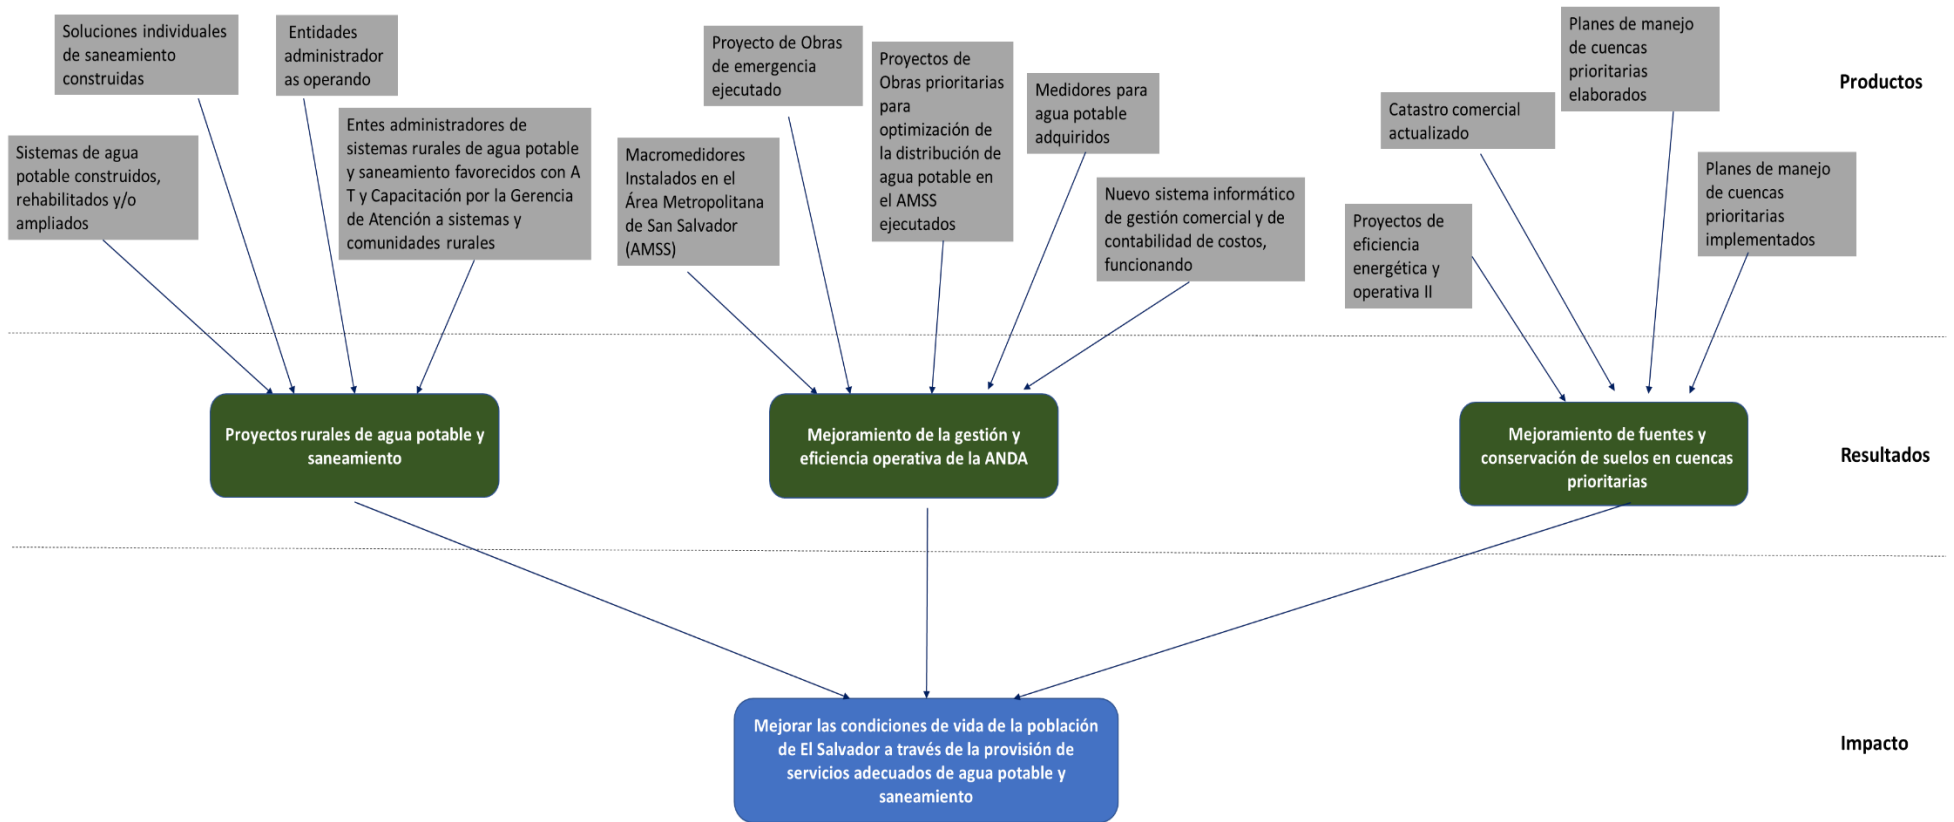 Soluciones individuales
de saneamiento
construidas
Entidades
administrador
as operando
Sistemas de agua
potable construidos,
rehabilitados y/o
ampliados
Entes administradores de
sistemas rurales de agua potable
y saneamiento favorecidos con A
T y Capacitación por la Gerencia
de Atención a sistemas y
comunidades rurales
Proyecto de Obras
de emergencia
ejecutado
Macromedidores
Instalados en el
Área Metropolitana
de San Salvador
(AMSS)
Proyectos de
Obras prioritarias
para
optimización de
la distribución de
agua potable en
el AMSS
ejecutados
Medidores para
agua potable
adquiridos
Nuevo sistema informático
de gestión comercial y de
contabilidad de costos,
funcionando
Planes de manejo
de cuencas
prioritarias
elaborados
Catastro comercial
actualizado
Proyectos de
eficiencia
energética y
operativa II
Planes de manejo
de cuencas
prioritarias
implementados
Productos
Proyectos rurales de agua potable y
saneamiento
Mejoramiento de la gestión y
eficiencia operativa de la ANDA
Mejoramiento de fuentes y
conservación de suelos en cuencas
prioritarias
Resultados
Mejorar las condiciones de vida de la población
de El Salvador a través de la provisión de
servicios adecuados de agua potable y
saneamiento
Impacto